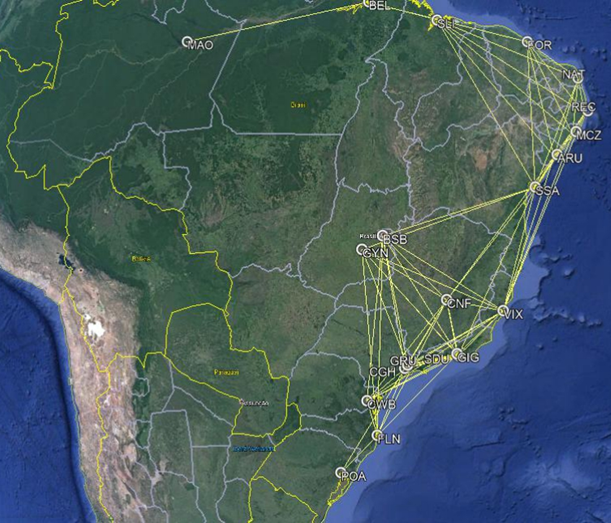 BEL
SLZ
MAO
FOR
NAT
Brasil
REC
MCZ
ARU
SSA
BSB
GYN
CNF
VIX
GRU
SDU
GIG
CGH
CWB
FLN
POA